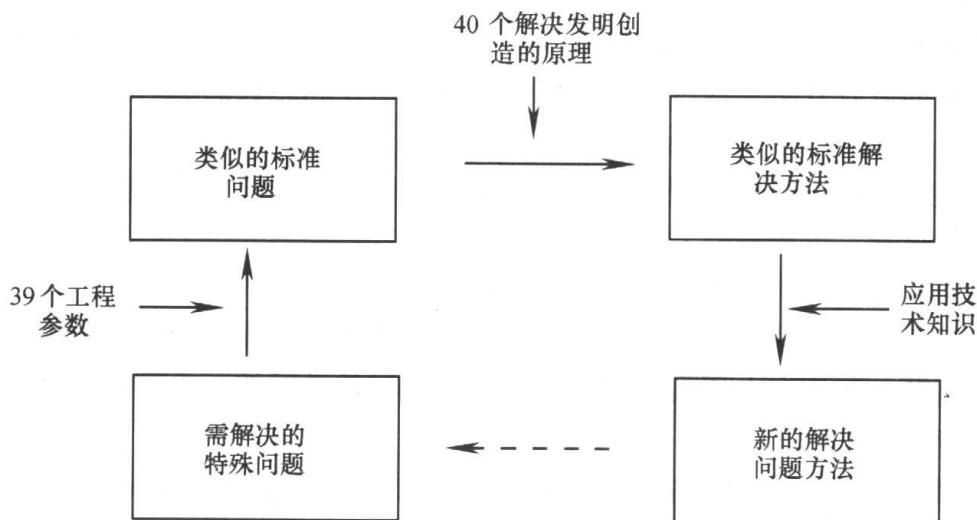 40 个解决发明创
造的原理
类似的标准
问题
类似的标准解
决方法
39个工程
参数
应用技
术知识
需解决的
特殊问题
新的解决
问题方法